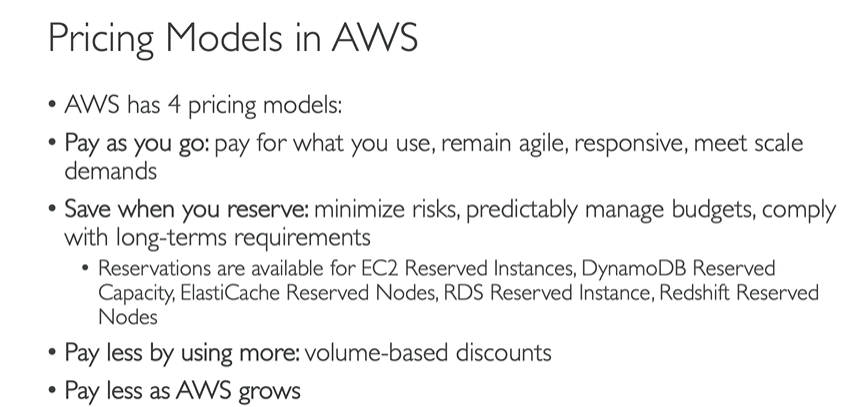 Pricing Models in AWS
• AWS has 4 pricing models:
• Pay as you go: pay for what you use, remain agile, responsive, meet scale
demands
• Save when you reserve: minimize risks, predictably manage budgets, comply
with long-terms requirements
• Reservations are available for EC2 Reserved Instances, DynamoDB Reserved
Capacity, ElastiCache Reserved Nodes, RDS Reserved Instance, Redshift Reserved
Nodes
• Pay less by using more: volume-based discounts
• Pay less as AWS grows